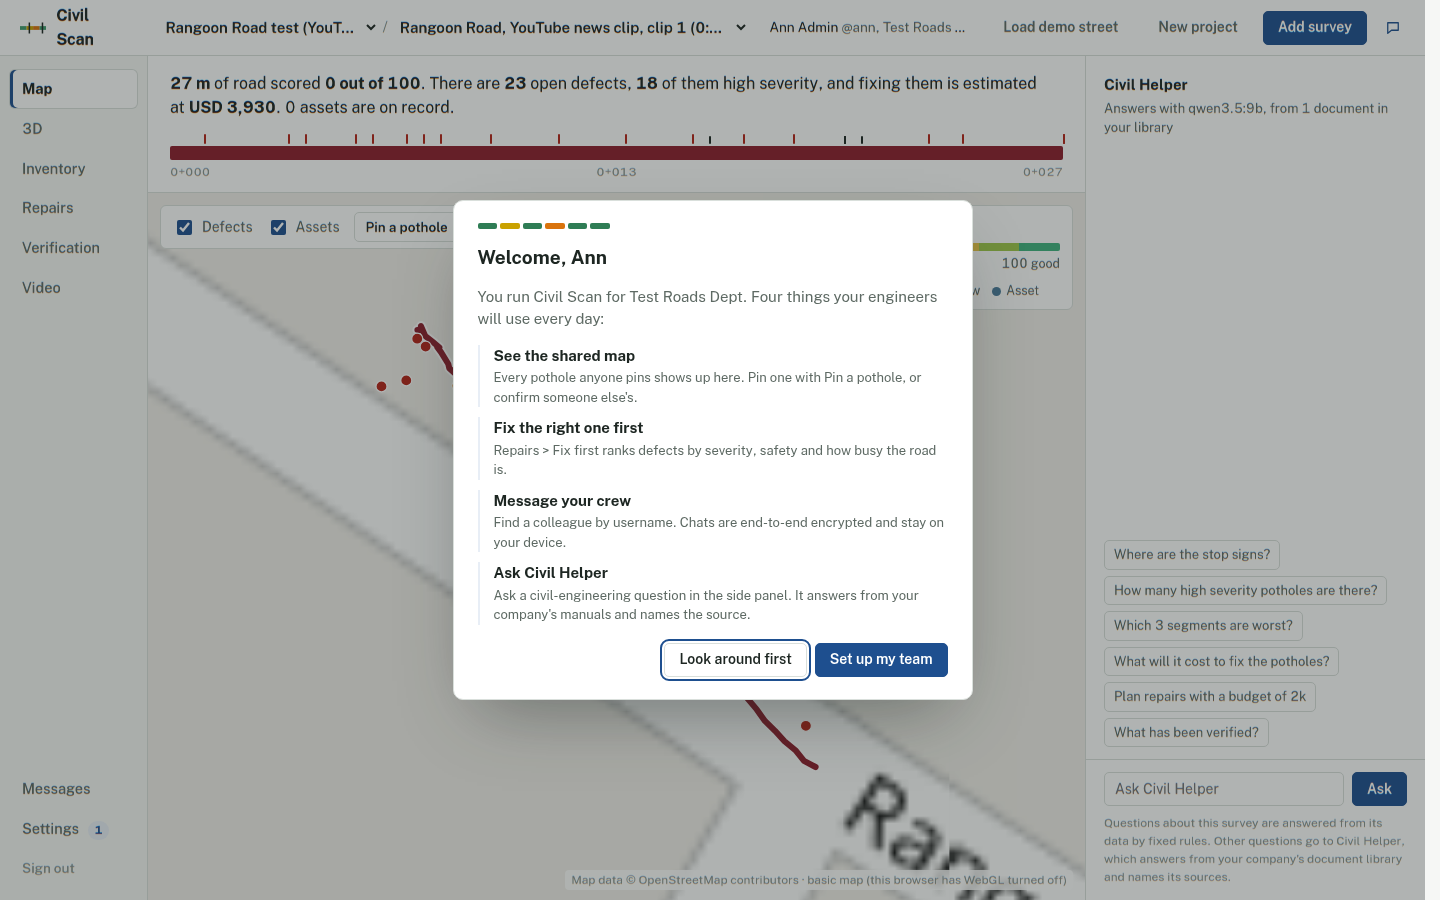 Civil
Scan
Rangoon Road test (YouT...
/
Rangoon Road, YouTube news clip, clip 1 (0:...
Ann Admin @ann, Test Roads ...
Load demo street
New project
Add survey
Map
3D
Inventory
Repairs
Verification
Video
Messages
Settings 1
Sign out
27 m of road scored 0 out of 100. There are 23 open defects, 18 of them high severity, and fixing them is estimated
at USD 3,930. 0 assets are on record.
0+000
0+013
0+027
Defects
Assets
Pin a pothole
100 good
Asset
Welcome, Ann
You run Civil Scan for Test Roads Dept. Four things your engineers
will use every day:
See the shared map
Every pothole anyone pins shows up here. Pin one with Pin a pothole, or
confirm someone else's.
Fix the right one first
Repairs > Fix first ranks defects by severity, safety and how busy the road
is.
Message your crew
Find a colleague by username. Chats are end-to-end encrypted and stay on
your device.
Ask Civil Helper
Ask a civil-engineering question in the side panel. It answers from your
company's manuals and names the source.
Look around first
Set up my team
Map data © OpenStreetMap contributors · basic map (this browser has WebGL turned off)
Civil Helper
Answers with qwen3.5:9b, from 1 document in
your library
Where are the stop signs?
How many high severity potholes are there?
Which 3 segments are worst?
What will it cost to fix the potholes?
Plan repairs with a budget of 2k
What has been verified?
Ask Civil Helper
Ask
Questions about this survey are answered from its
data by fixed rules. Other questions go to Civil Helper,
which answers from your company's document library
and names its sources.